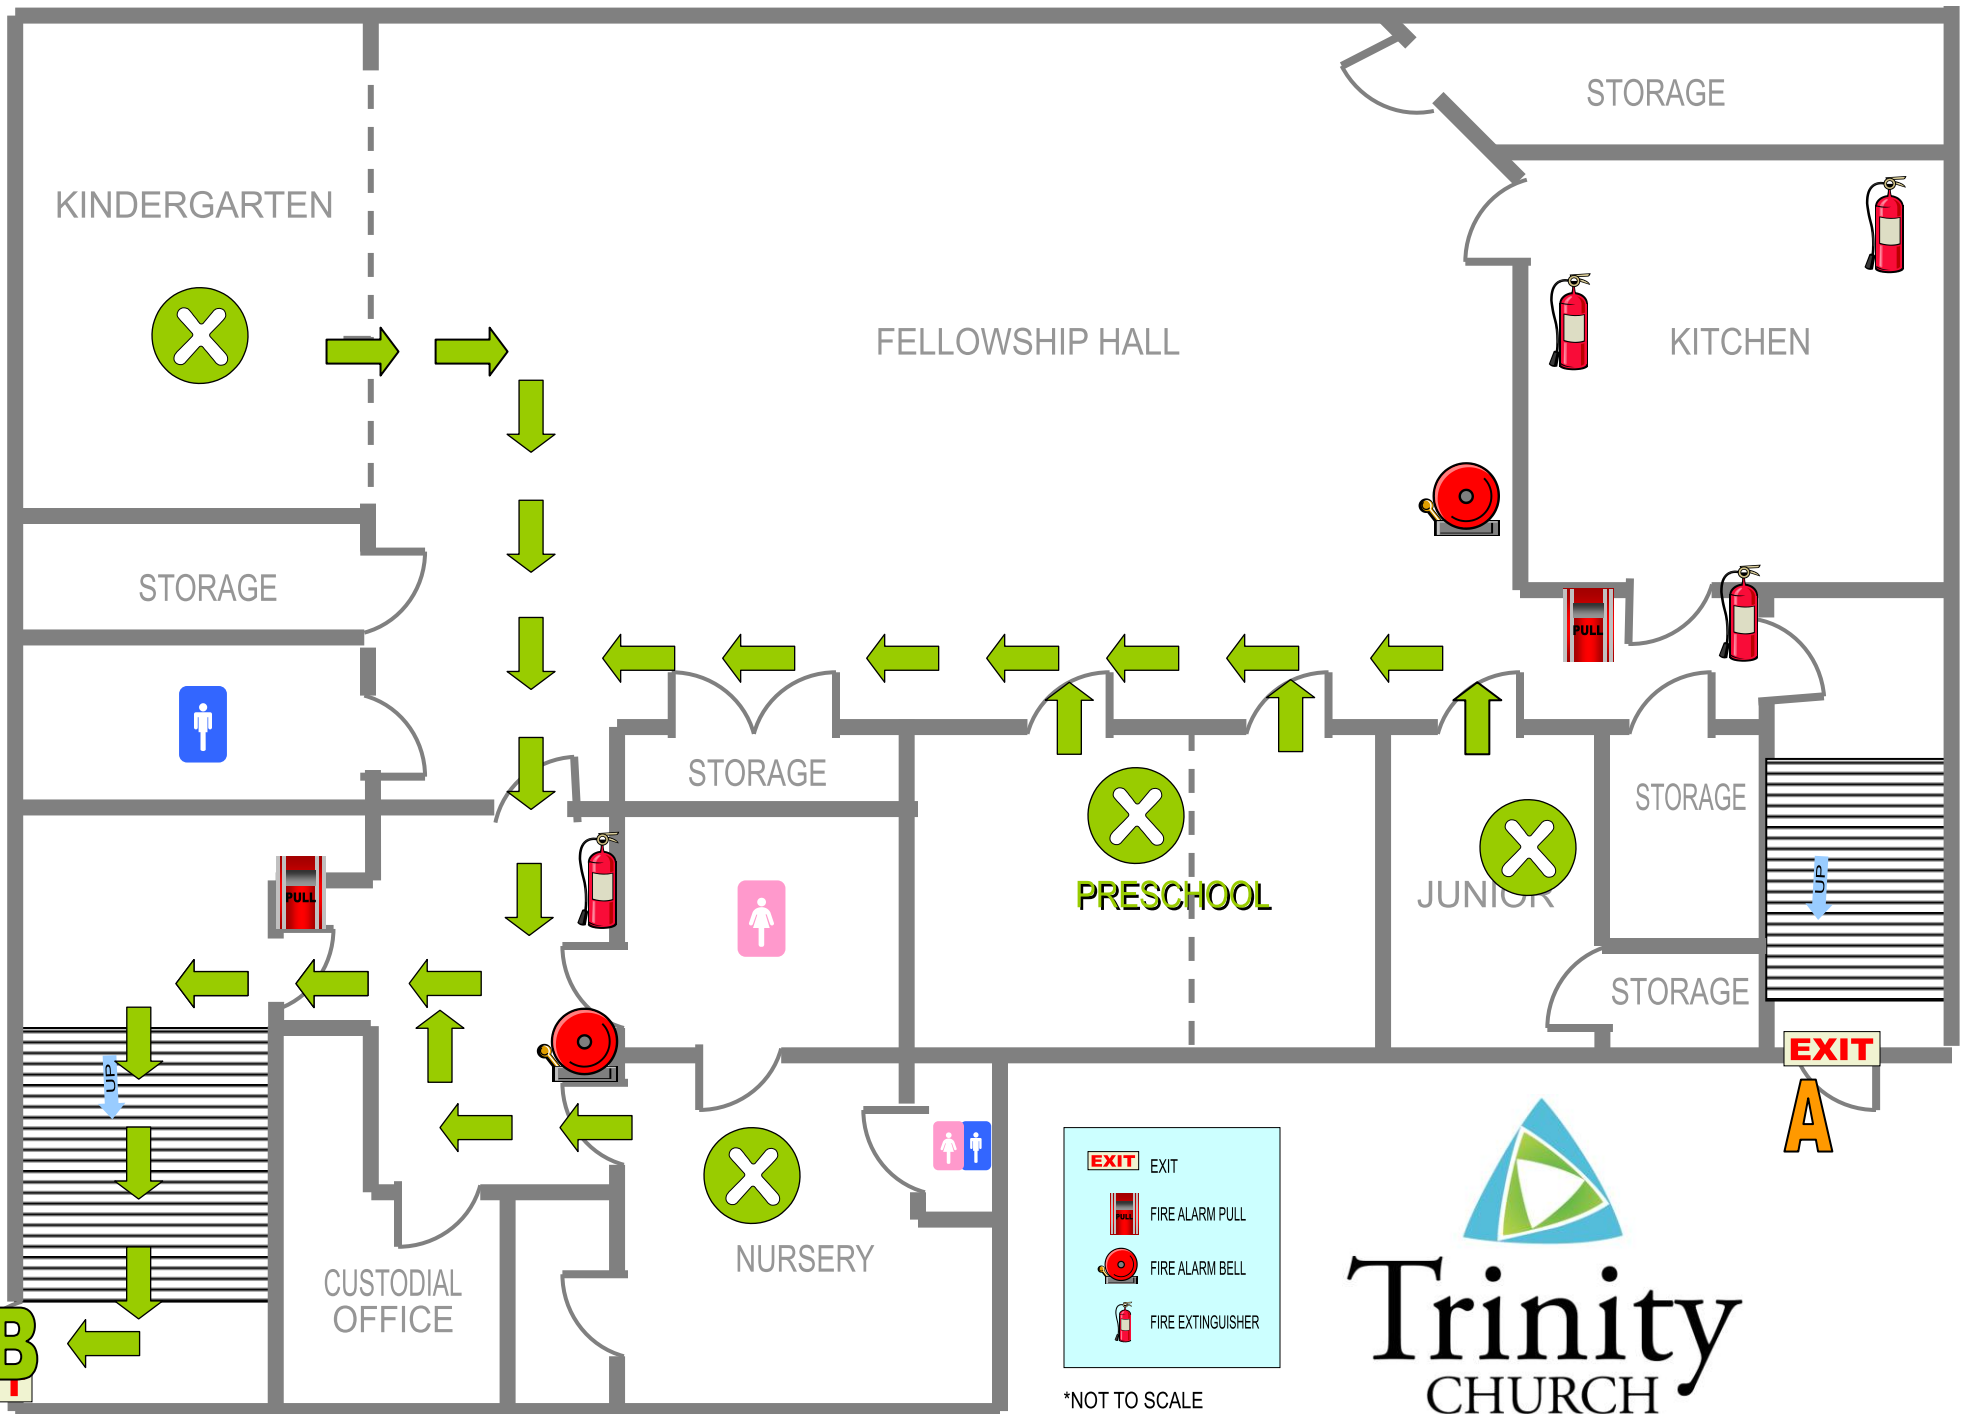 STORAGE
KINDERGARTEN
FELLOWSHIP HALL
KITCHEN
STORAGE
PULL
STORAGE
STORAGE
PULL
PRESCHOOL
JUNIOR
UP
STORAGE
EXIT
UP
A
EXIT EXIT
PULL FIRE ALARM PULL
FIRE ALARM BELL
FIRE EXTINGUISHER
NURSERY
CUSTODIAL
OFFICE
B
*NOT TO SCALE
Trinity
CHURCH